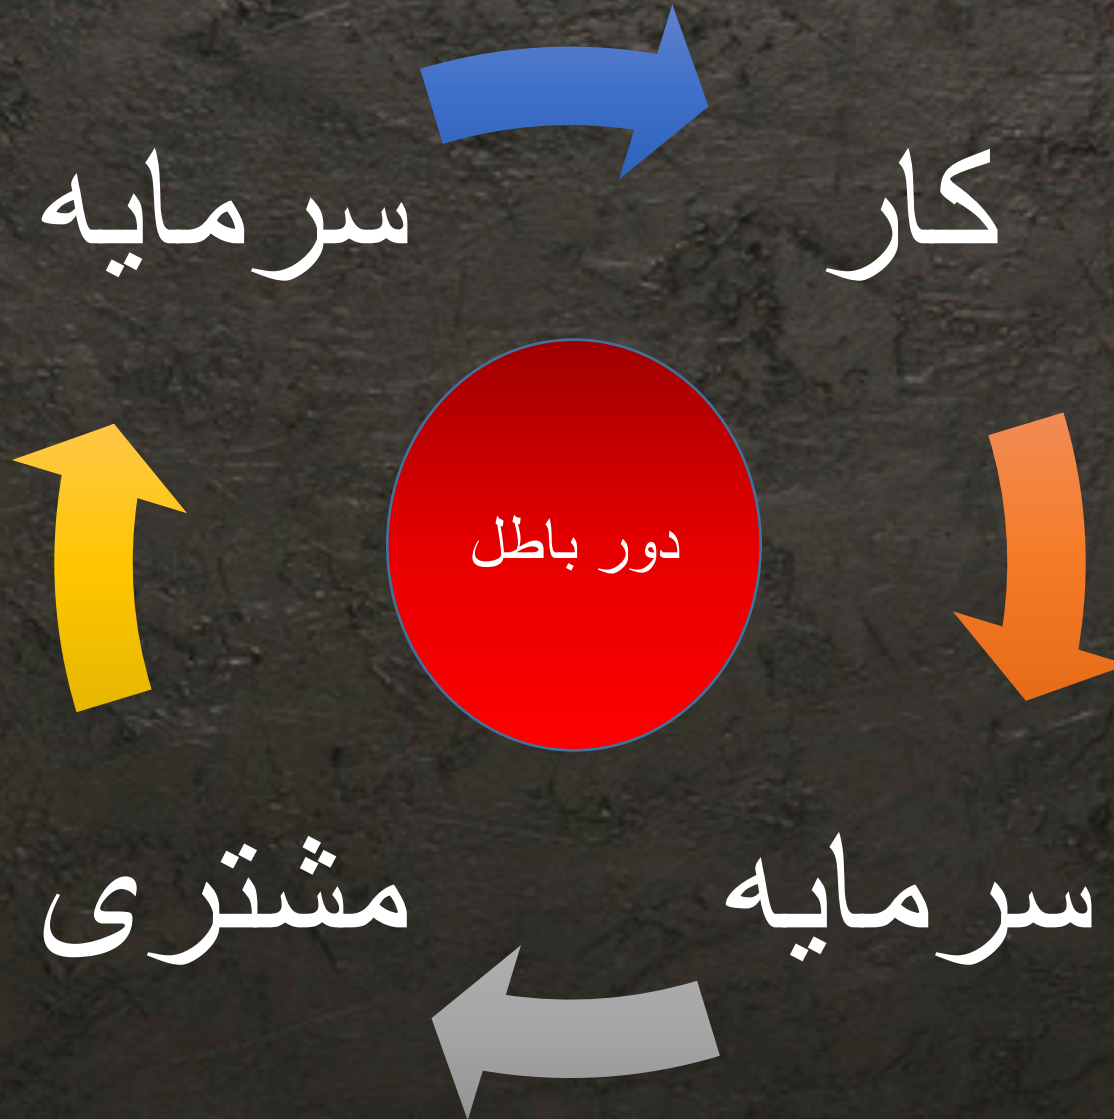 کار
سرمایه
دور باطل
سرمایه
مشتری